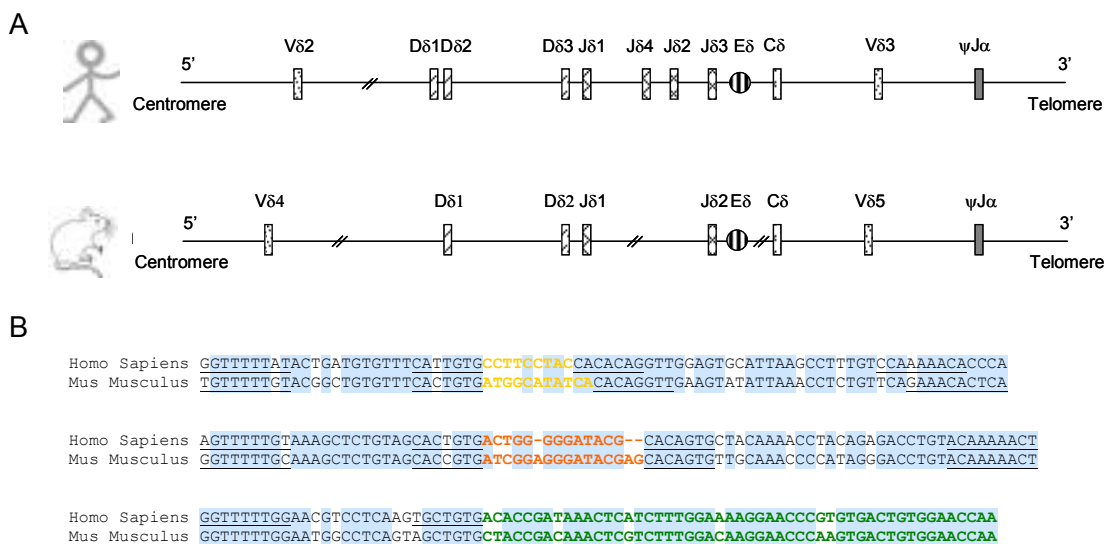 A
Vδ2 Dδ1 Dδ2 Dδ3 Jδ1 Jδ4 Jδ2 Jδ3 Eδ Cδ Vδ3 ψJα
5’ 3’
Centromere Telomere
Vδ4 Dδ1 Dδ2 Jδ1 Jδ2 Eδ Cδ Vδ5 ψJα
5’ 3’
Centromere Telomere
B
Homo Sapiens GGTTTTTATACTGATGTGTTTCATTGTGCCTTCCTACCACACAGGTTGGAGTGCATTAAGCCTTTGTCCAAAAACACCCA
Mus Musculus TGTTTTTGTACGGCTGTGTTTCACTGTGATGGCATATCACACAGGTTGAAGTATATTAAACCTCTGTTCAGAAACACTCA
Homo Sapiens AGTTTTTGTAAAGCTCTGTAGCACTGTGACTGG-GGGATACG--CACAGTGCTACAAAACCTACAGAGACCTGTACAAAAACT
Mus Musculus GGTTTTTGCAAAGCTCTGTAGCACCGTGATCGGAGGGATACGAGCACAGTGTTGCAAACCCCATAGGGACCTGTACAAAAACT
Homo Sapiens GGTTTTTGGAACGTCCTCAAGTGCTGTGACACCGATAAACTCATCTTTGGAAAAGGAACCCGTGTGACTGTGGAACCAA
Mus Musculus GGTTTTTGGAATGGCCTCAGTAGCTGTGCTACCGACAAACTCGTCTTTGGACAAGGAACCCAAGTGACTGTGGAACCAA